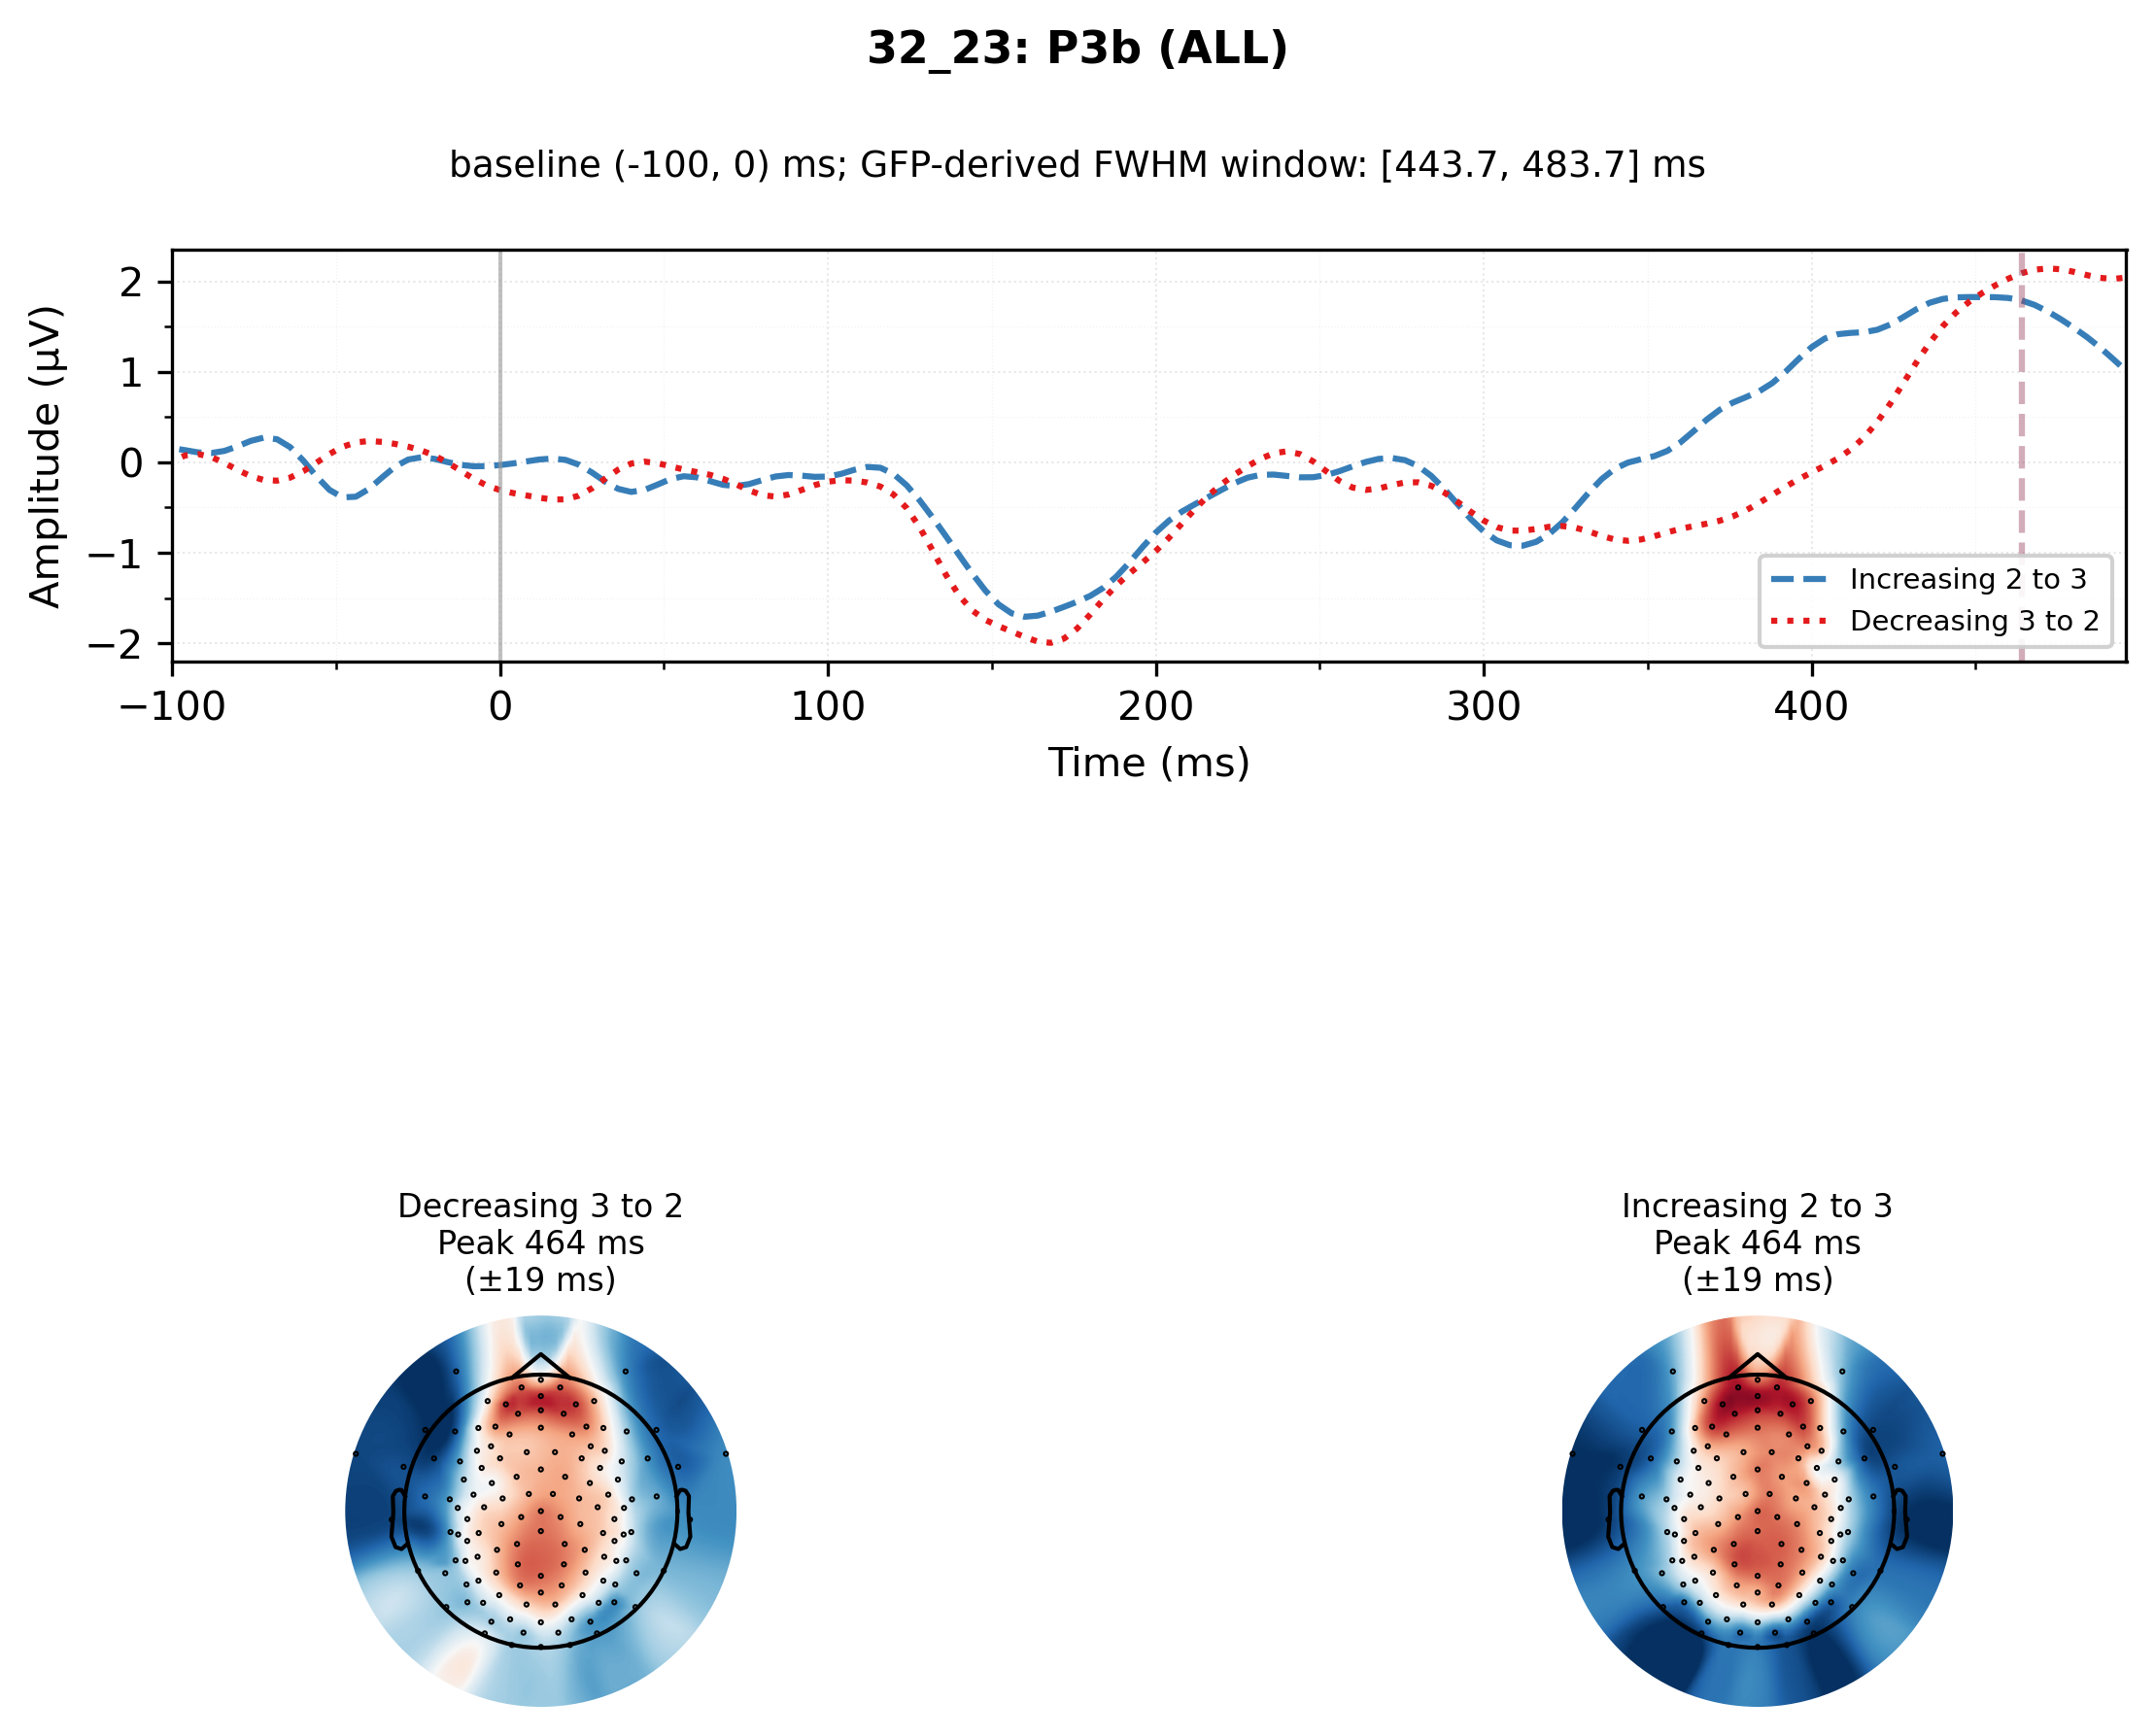 32_23: P3b (ALL)
baseline (-100, 0) ms; GFP-derived FWHM window: [443.7, 483.7] ms
Amplitude (µV)
2
1
0
−1
−2
Increasing 2 to 3
Decreasing 3 to 2
−100
0
100
200
300
400
Time (ms)
Decreasing 3 to 2
Peak 464 ms
(±19 ms)
Increasing 2 to 3
Peak 464 ms
(±19 ms)